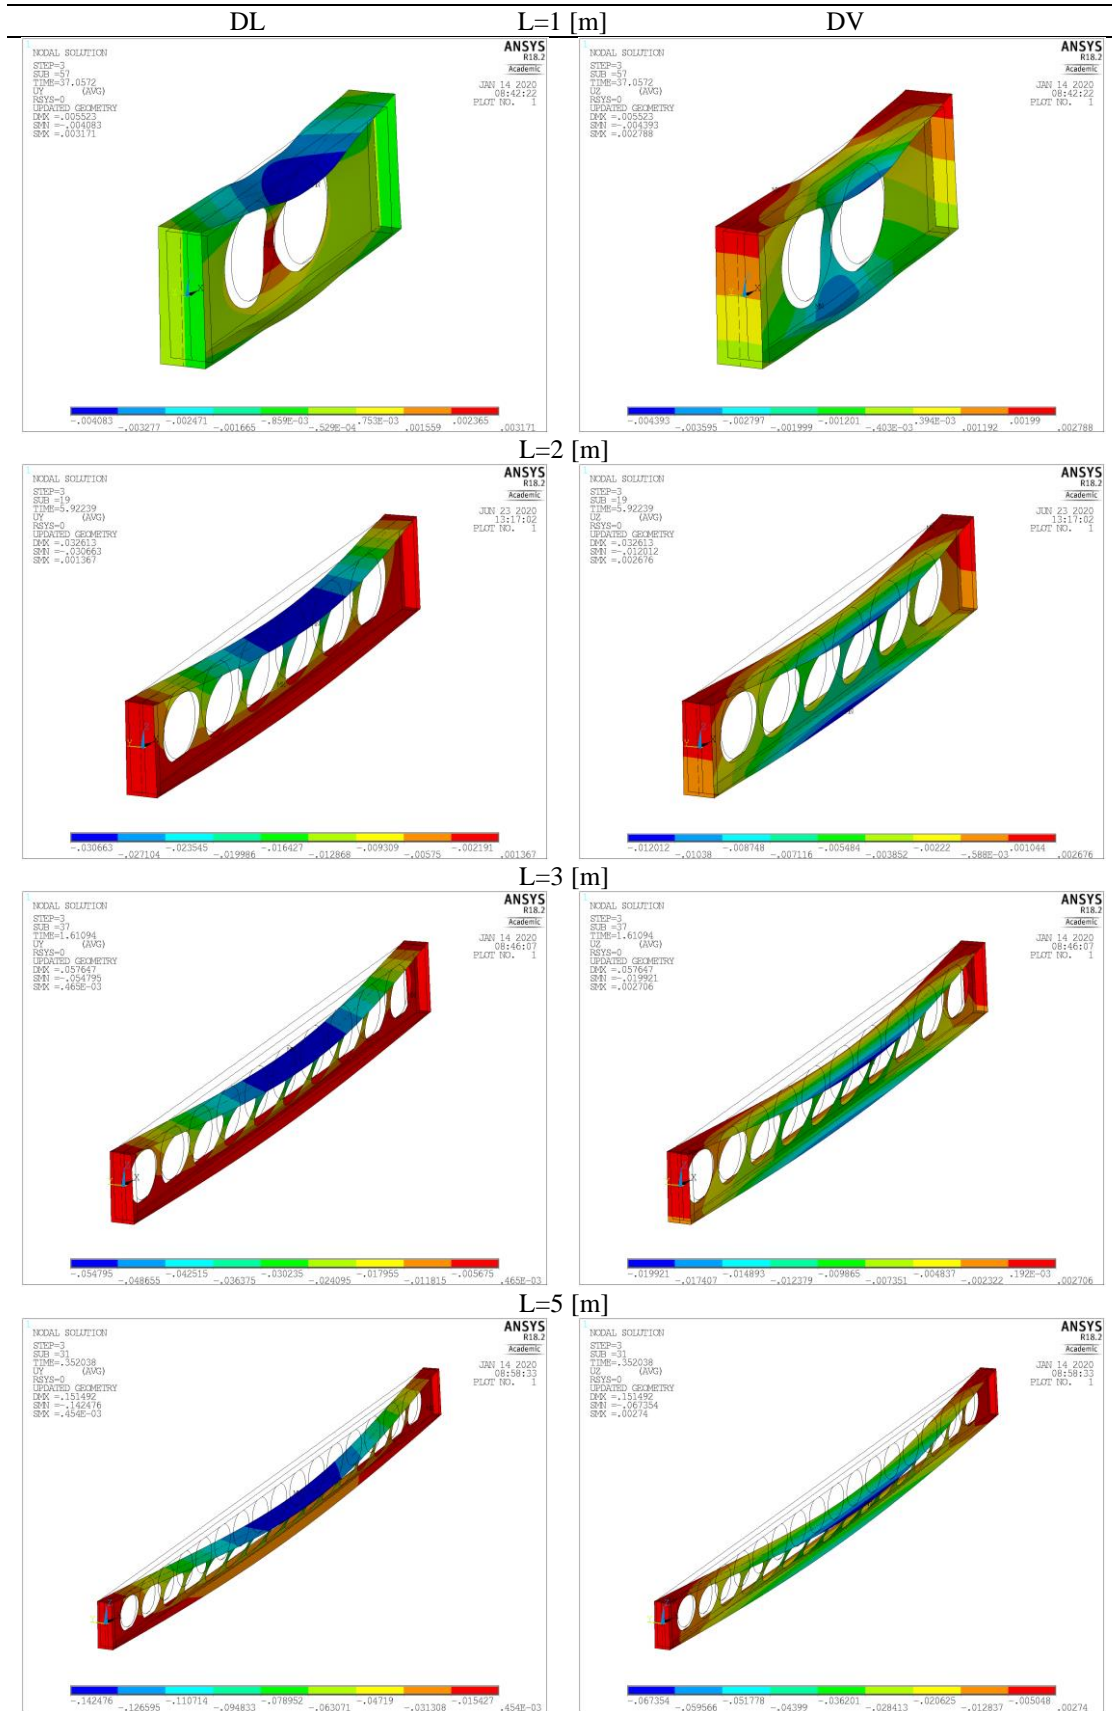 DL L=1 [m] DV
1
NODAL SOLUTION
STEP=3
SUB =57
TIME=37.0572
UY (AVG)
RSYS=0
UPDATED GEOMETRY
DMX =.005523
SMN =-.004083
SMX =.003171
ANSYS
R18.2
Academic
JAN 14 2020
08:42:22
PLOT NO. 1
X
-.004083 -.003277 -.002471 -.001665 -.859E-03 -.529E-04 .753E-03 .001559 .002365 .003171
1
NODAL SOLUTION
STEP=3
SUB =57
TIME=37.0572
UZ (AVG)
RSYS=0
UPDATED GEOMETRY
DMX =.005523
SMN =-.004393
SMX =.002788
ANSYS
R18.2
Academic
JAN 14 2020
08:42:22
PLOT NO. 1
X
-.004393 -.003595 -.002797 -.001999 -.001201 -.403E-03 .394E-03 .001192 .00199 .002788
L=2 [m]
1
NODAL SOLUTION
STEP=3
SUB =19
TIME=5.92239
UY (AVG)
RSYS=0
UPDATED GEOMETRY
DMX =.032613
SMN =-.030663
SMX =.001367
ANSYS
R18.2
Academic
JUN 23 2020
13:17:02
PLOT NO. 1
Y Z
-.030663 -.027104 -.023545 -.019986 -.016427 -.012868 -.009309 -.00575 -.002191 .001367
1
NODAL SOLUTION
STEP=3
SUB =19
TIME=5.92239
UZ (AVG)
RSYS=0
UPDATED GEOMETRY
DMX =.032613
SMN =-.012012
SMX =.002676
ANSYS
R18.2
Academic
JUN 23 2020
13:17:02
PLOT NO. 1
Y Z
-.012012 -.01038 -.008748 -.007116 -.005484 -.003852 -.00222 -.588E-03 .001044 .002676
L=3 [m]
1
NODAL SOLUTION
STEP=3
SUB =37
TIME=1.61094
UY (AVG)
RSYS=0
UPDATED GEOMETRY
DMX =.057647
SMN =-.054795
SMX =.465E-03
ANSYS
R18.2
Academic
JAN 14 2020
08:46:07
PLOT NO. 1
X
-.054795 -.048655 -.042515 -.036375 -.030235 -.024095 -.017955 -.011815 -.005675 .465E-03
1
NODAL SOLUTION
STEP=3
SUB =37
TIME=1.61094
UZ (AVG)
RSYS=0
UPDATED GEOMETRY
DMX =.057647
SMN =-.019921
SMX =.002706
ANSYS
R18.2
Academic
JAN 14 2020
08:46:07
PLOT NO. 1
X
-.019921 -.017407 -.014893 -.012379 -.009865 -.007351 -.004837 -.002322 .192E-03 .002706
L=5 [m]
1
NODAL SOLUTION
STEP=3
SUB =31
TIME=.352038
UY (AVG)
RSYS=0
UPDATED GEOMETRY
DMX =.151492
SMN =-.142476
SMX =.454E-03
ANSYS
R18.2
Academic
JAN 14 2020
08:58:33
PLOT NO. 1
-.142476 -.126595 -.110714 -.094833 -.078952 -.063071 -.04719 -.031308 -.015427 .454E-03
1
NODAL SOLUTION
STEP=3
SUB =31
TIME=.352038
UZ (AVG)
RSYS=0
UPDATED GEOMETRY
DMX =.151492
SMN =-.067354
SMX =.00274
ANSYS
R18.2
Academic
JAN 14 2020
08:58:33
PLOT NO. 1
-.067354 -.059566 -.051778 -.04399 -.036201 -.028413 -.020625 -.012837 -.005048 .00274